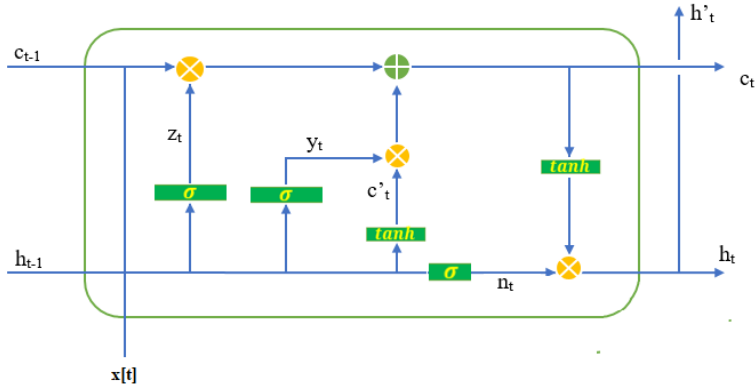 h’t
ct-1
ct
zt
yt
tanh
σ
σ
c’t
tanh
ht-1
σ
nt
ht
x[t]